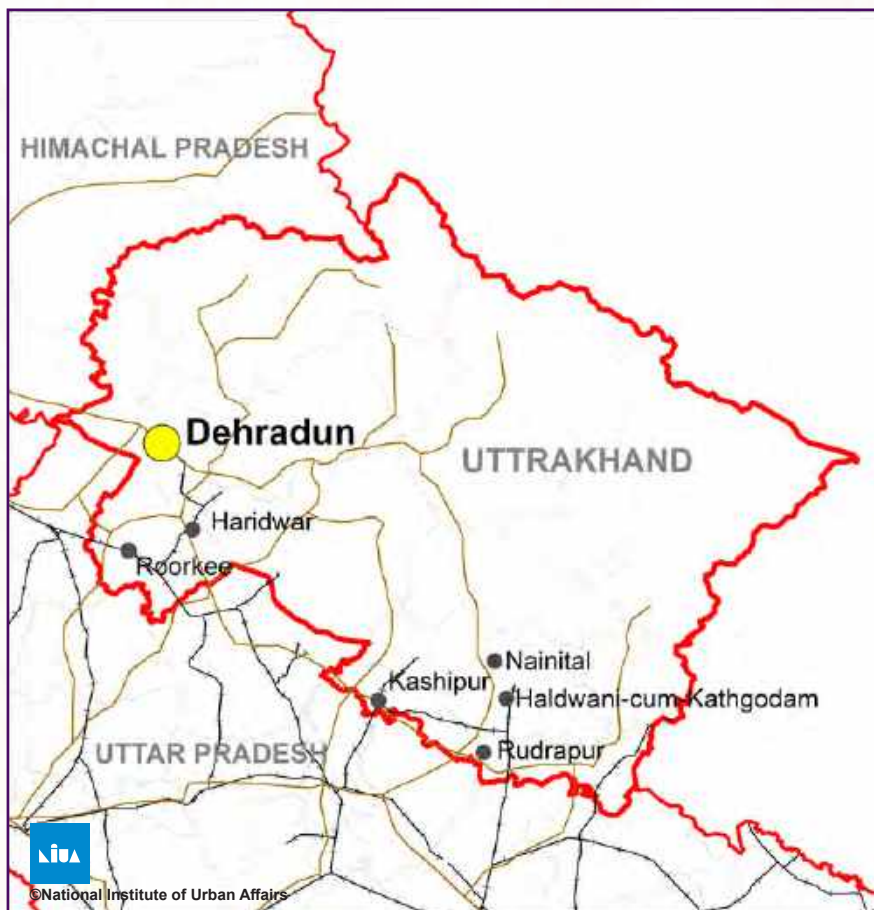 HIMACHAL PRADESH
Dehradun
UTTRAKHAND
Haridwar
Roorkee
Nainital
Kashipur
Haldwani-cum-Kathgodam
Rudrapur
UTTAR PRADESH
NIUA
©National Institute of Urban Affairs